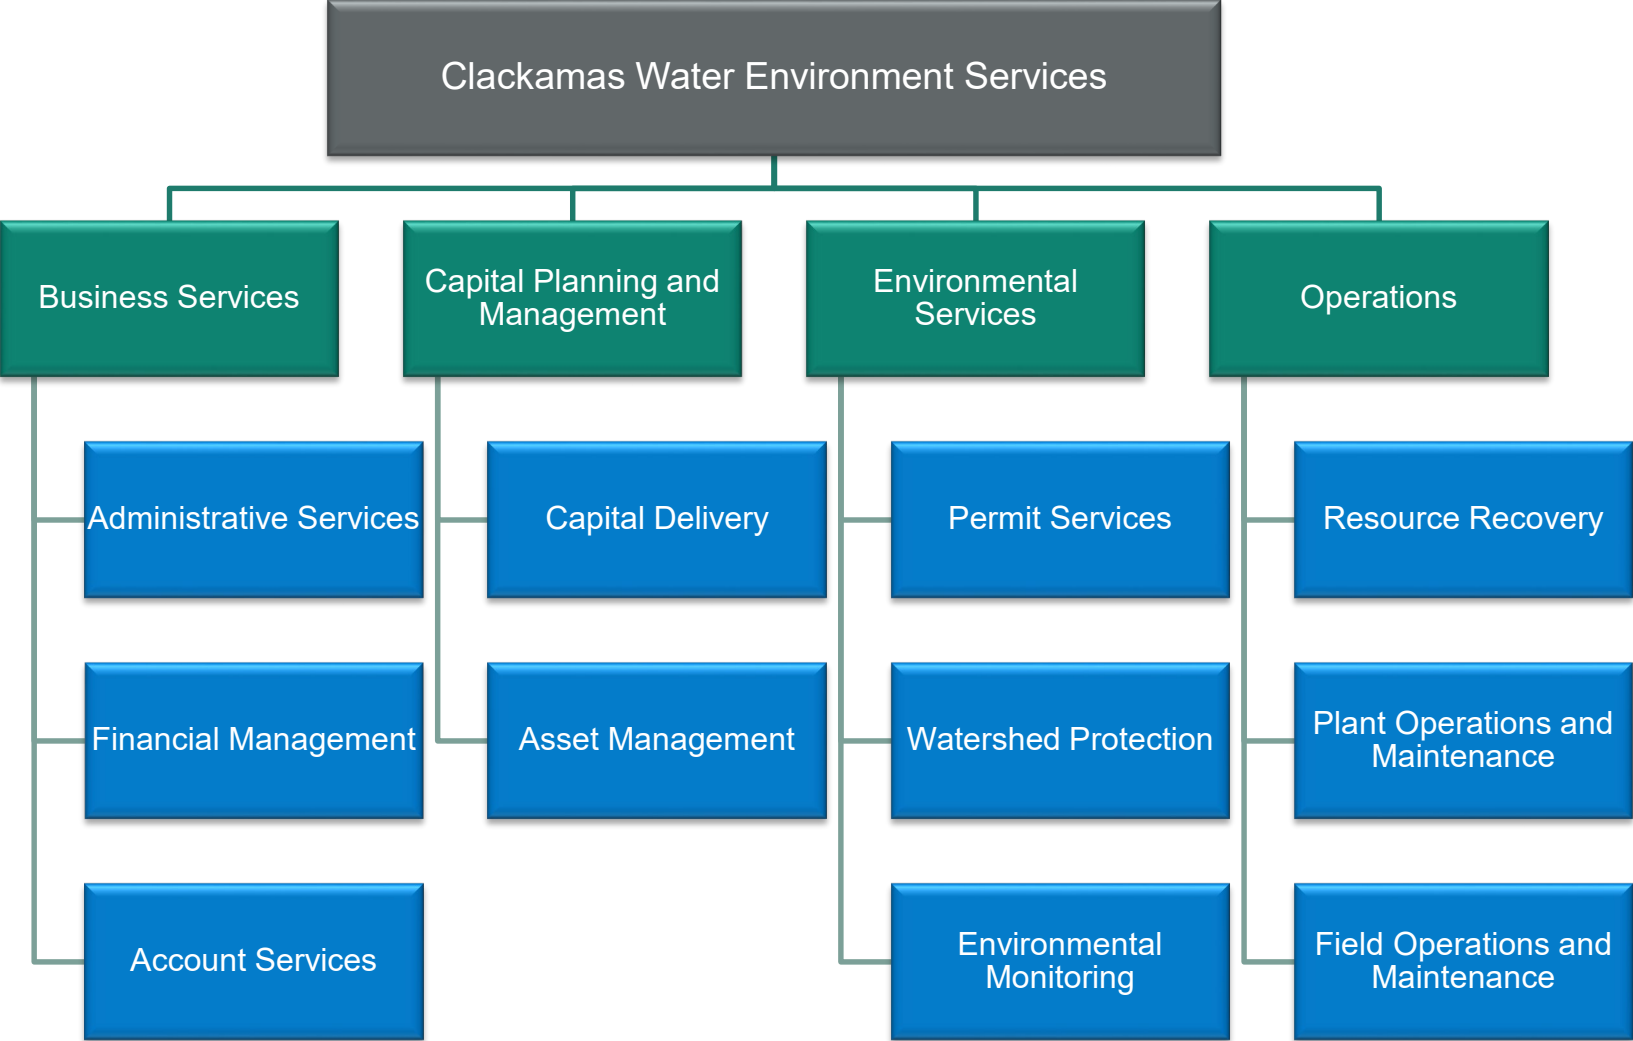 Clackamas Water Environment Services
Business Services
Capital Planning and
Management
Environmental
Services
Operations
Administrative Services
Capital Delivery
Permit Services
Resource Recovery
Financial Management
Asset Management
Watershed Protection
Plant Operations and
Maintenance
Account Services
Environmental
Monitoring
Field Operations and
Maintenance